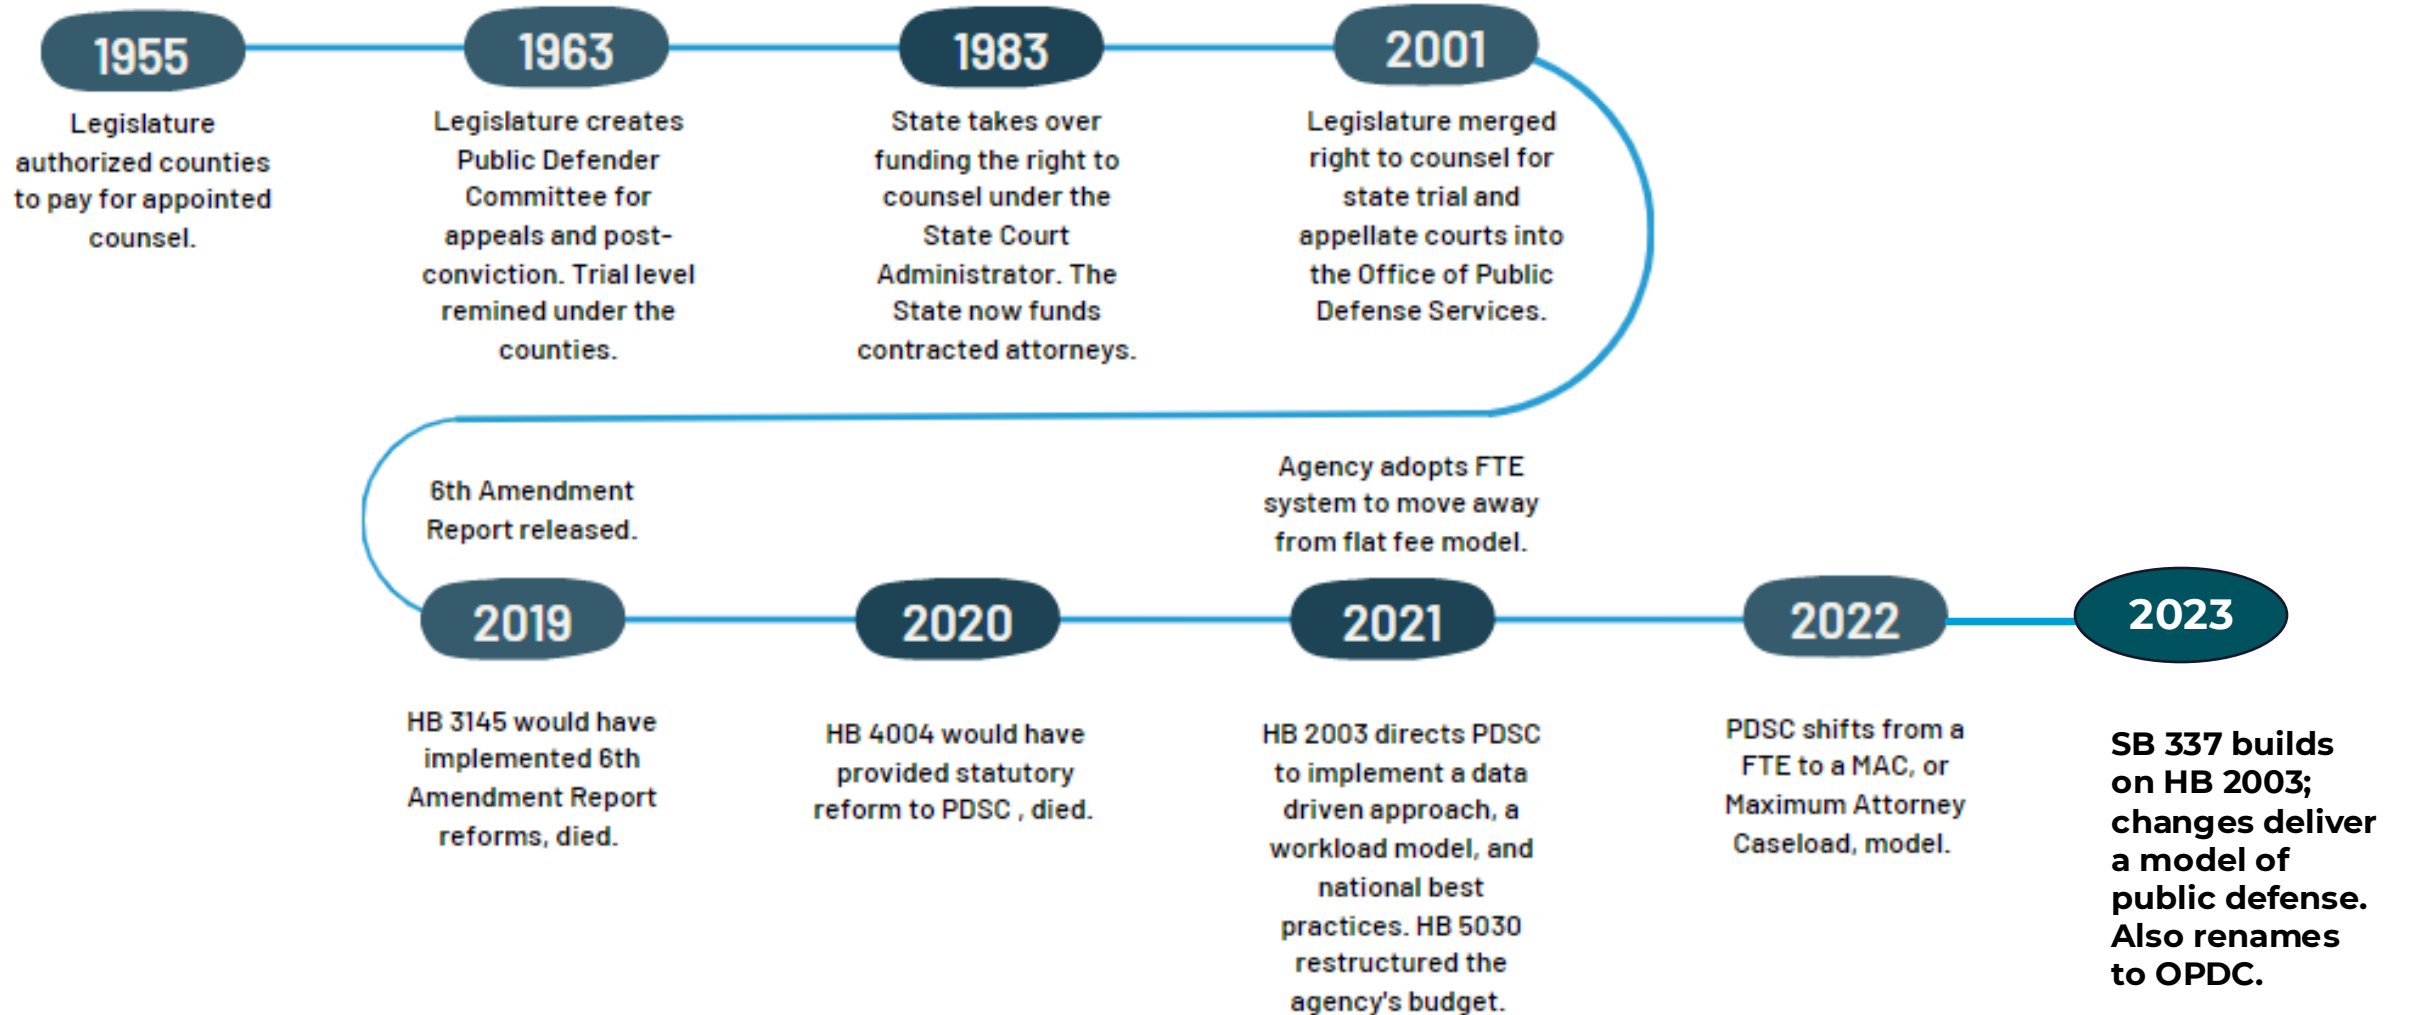 1955
Legislature
authorized counties
to pay for appointed
counsel.
1963
Legislature creates
Public Defender
Committee for
appeals and post-
conviction. Trial level
remined under the
counties.
1983
State takes over
funding the right to
counsel under the
State Court
Administrator. The
State now funds
contracted attorneys.
2001
Legislature merged
right to counsel for
state trial and
appellate courts into
the Office of Public
Defense Services.
6th Amendment
Report released.
2019
HB 3145 would have
implemented 6th
Amendment Report
reforms, died.
2020
HB 4004 would have
provided statutory
reform to PDSC , died.
Agency adopts FTE
system to move away
from flat fee model.
2021
HB 2003 directs PDSC
to implement a data
driven approach, a
workload model, and
national best
practices. HB 5030
restructured the
agency's budget.
2022
PDSC shifts from a
FTE to a MAC, or
Maximum Attorney
Caseload, model.
2023
SB 337 builds
on HB 2003;
changes deliver
a model of
public defense.
Also renames
to OPDC.